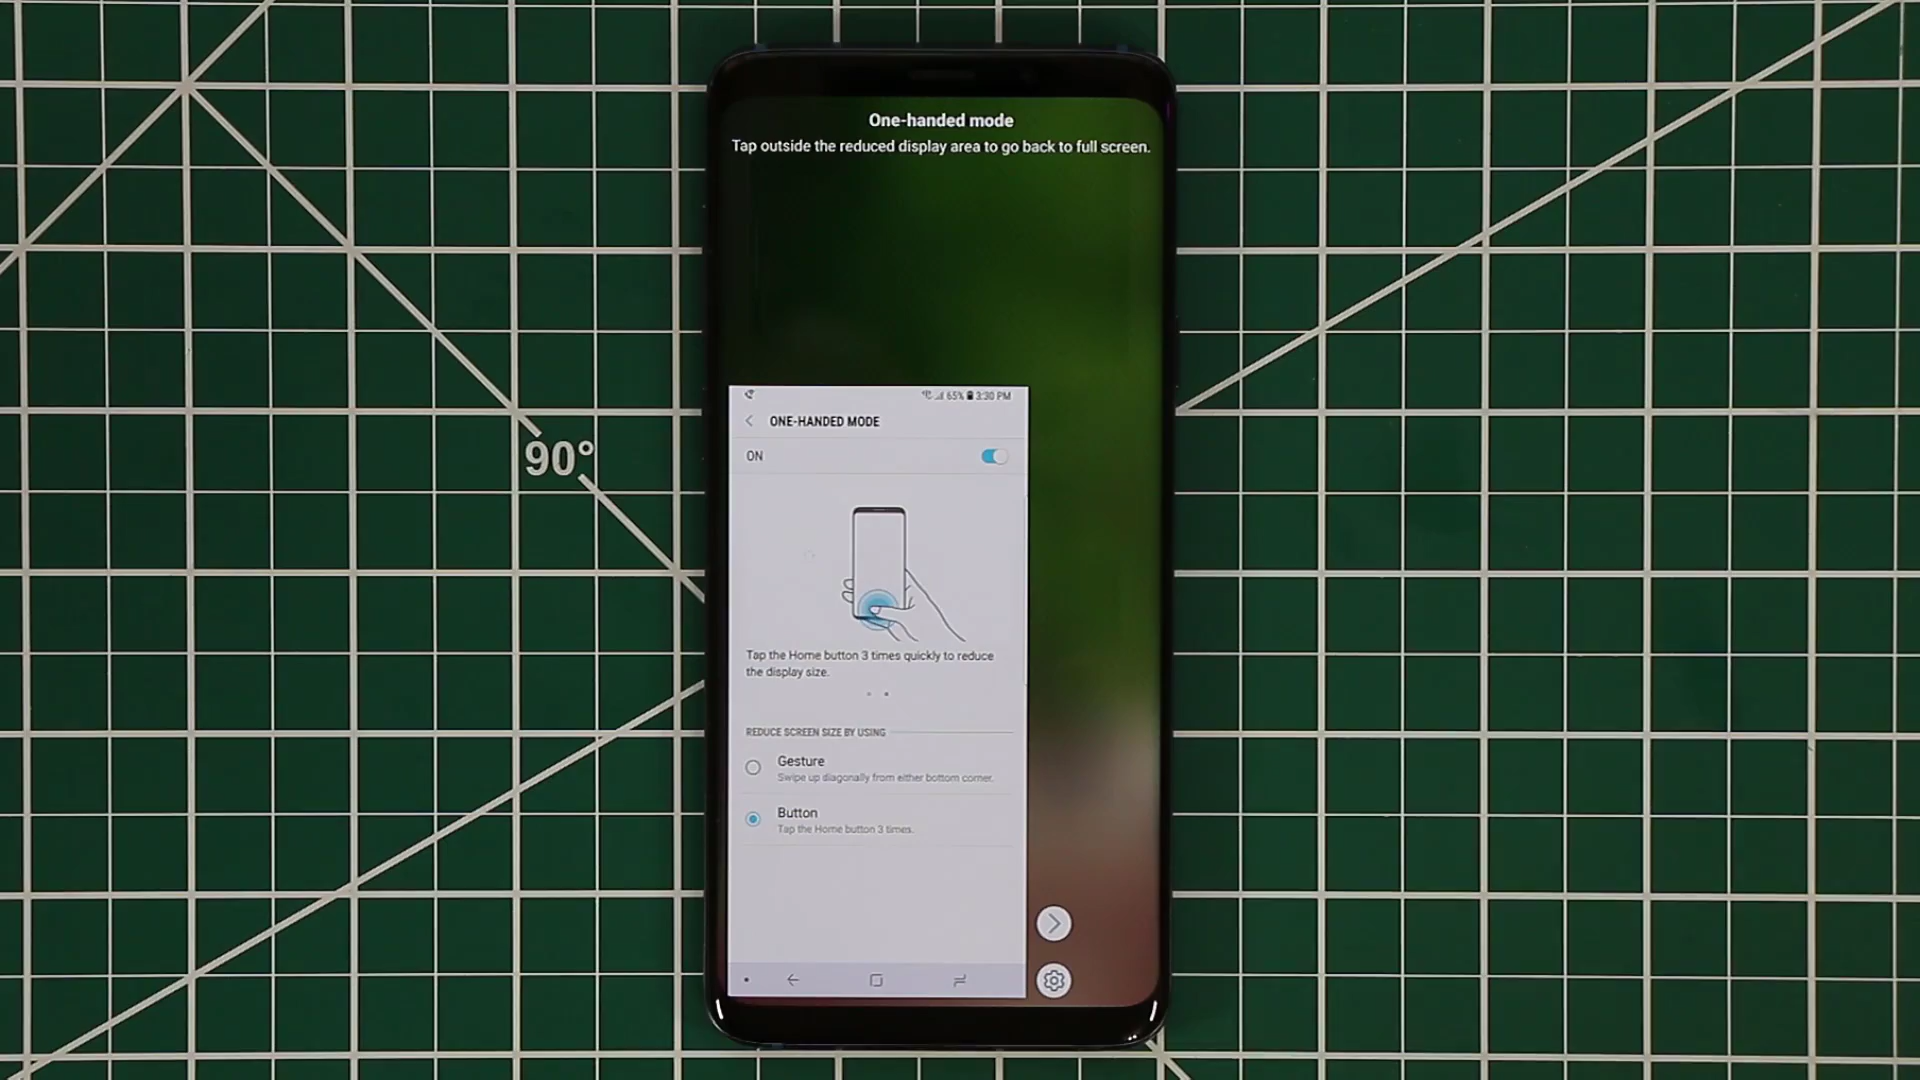 One-handed mode
Tap outside the reduced display area to go back to full screen.
65% 3:30 PM
ONE-HANDED MODE
ON
90°
Tap the Home button 3 times quickly to reduce
the display size.
REDUCE SCREEN SIZE BY USING
Gesture
Swipe up diagonally from either bottom corner.
Button
Tap the Home button 3 times.